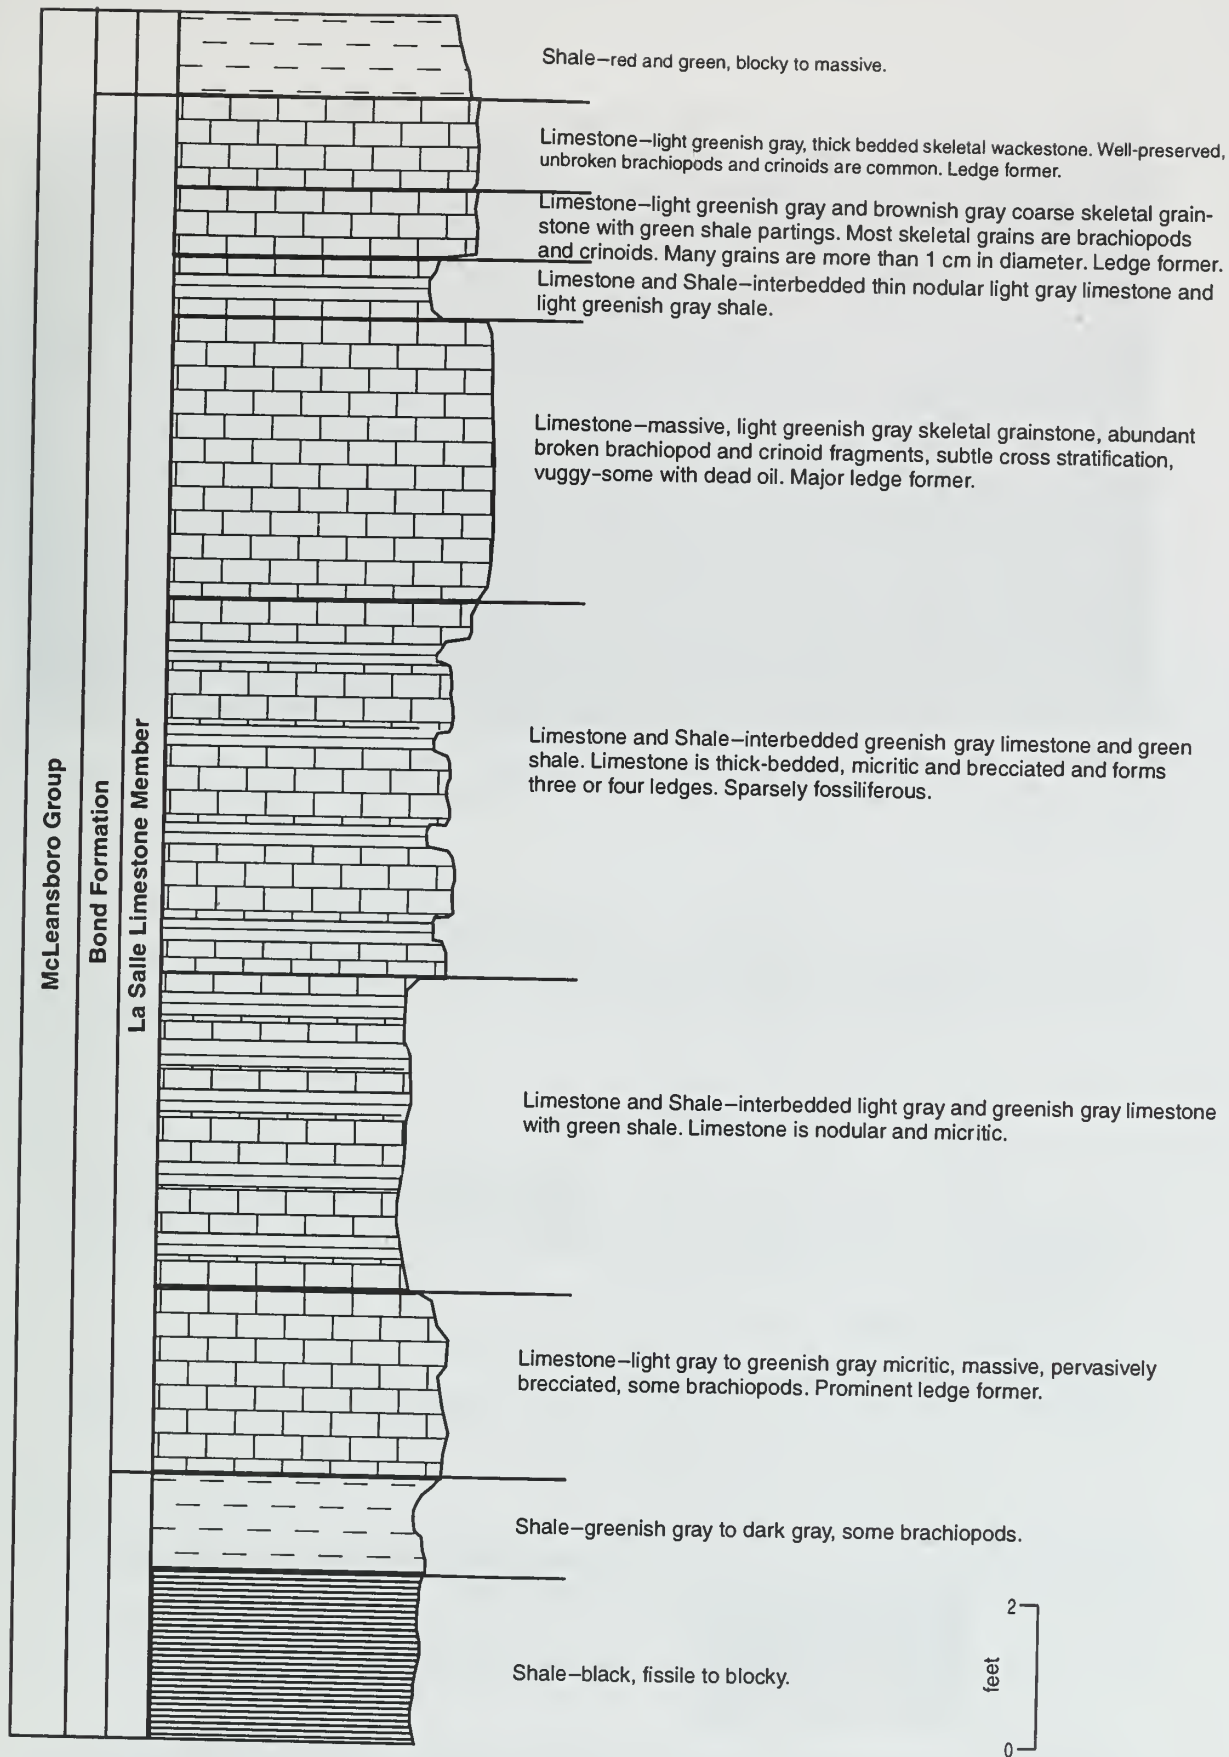 McLeansboro Group
Bond Formation
La Salle Limestone Member
Shale–red and green, blocky to massive.
Limestone–light greenish gray, thick bedded skeletal wackestone. Well-preserved,
unbroken brachiopods and crinoids are common. Ledge former.
Limestone–light greenish gray and brownish gray coarse skeletal grain-
stone with green shale partings. Most skeletal grains are brachiopods
and crinoids. Many grains are more than 1 cm in diameter. Ledge former.
Limestone and Shale–interbedded thin nodular light gray limestone and
light greenish gray shale.
Limestone–massive, light greenish gray skeletal grainstone, abundant
broken brachiopod and crinoid fragments, subtle cross stratification,
vuggy-some with dead oil. Major ledge former.
Limestone and Shale–interbedded greenish gray limestone and green
shale. Limestone is thick-bedded, micritic and brecciated and forms
three or four ledges. Sparsely fossiliferous.
Limestone and Shale–interbedded light gray and greenish gray limestone
with green shale. Limestone is nodular and micritic.
Limestone–light gray to greenish gray micritic, massive, pervasively
brecciated, some brachiopods. Prominent ledge former.
Shale–greenish gray to dark gray, some brachiopods.
Shale–black, fissile to blocky.
2
feet
0